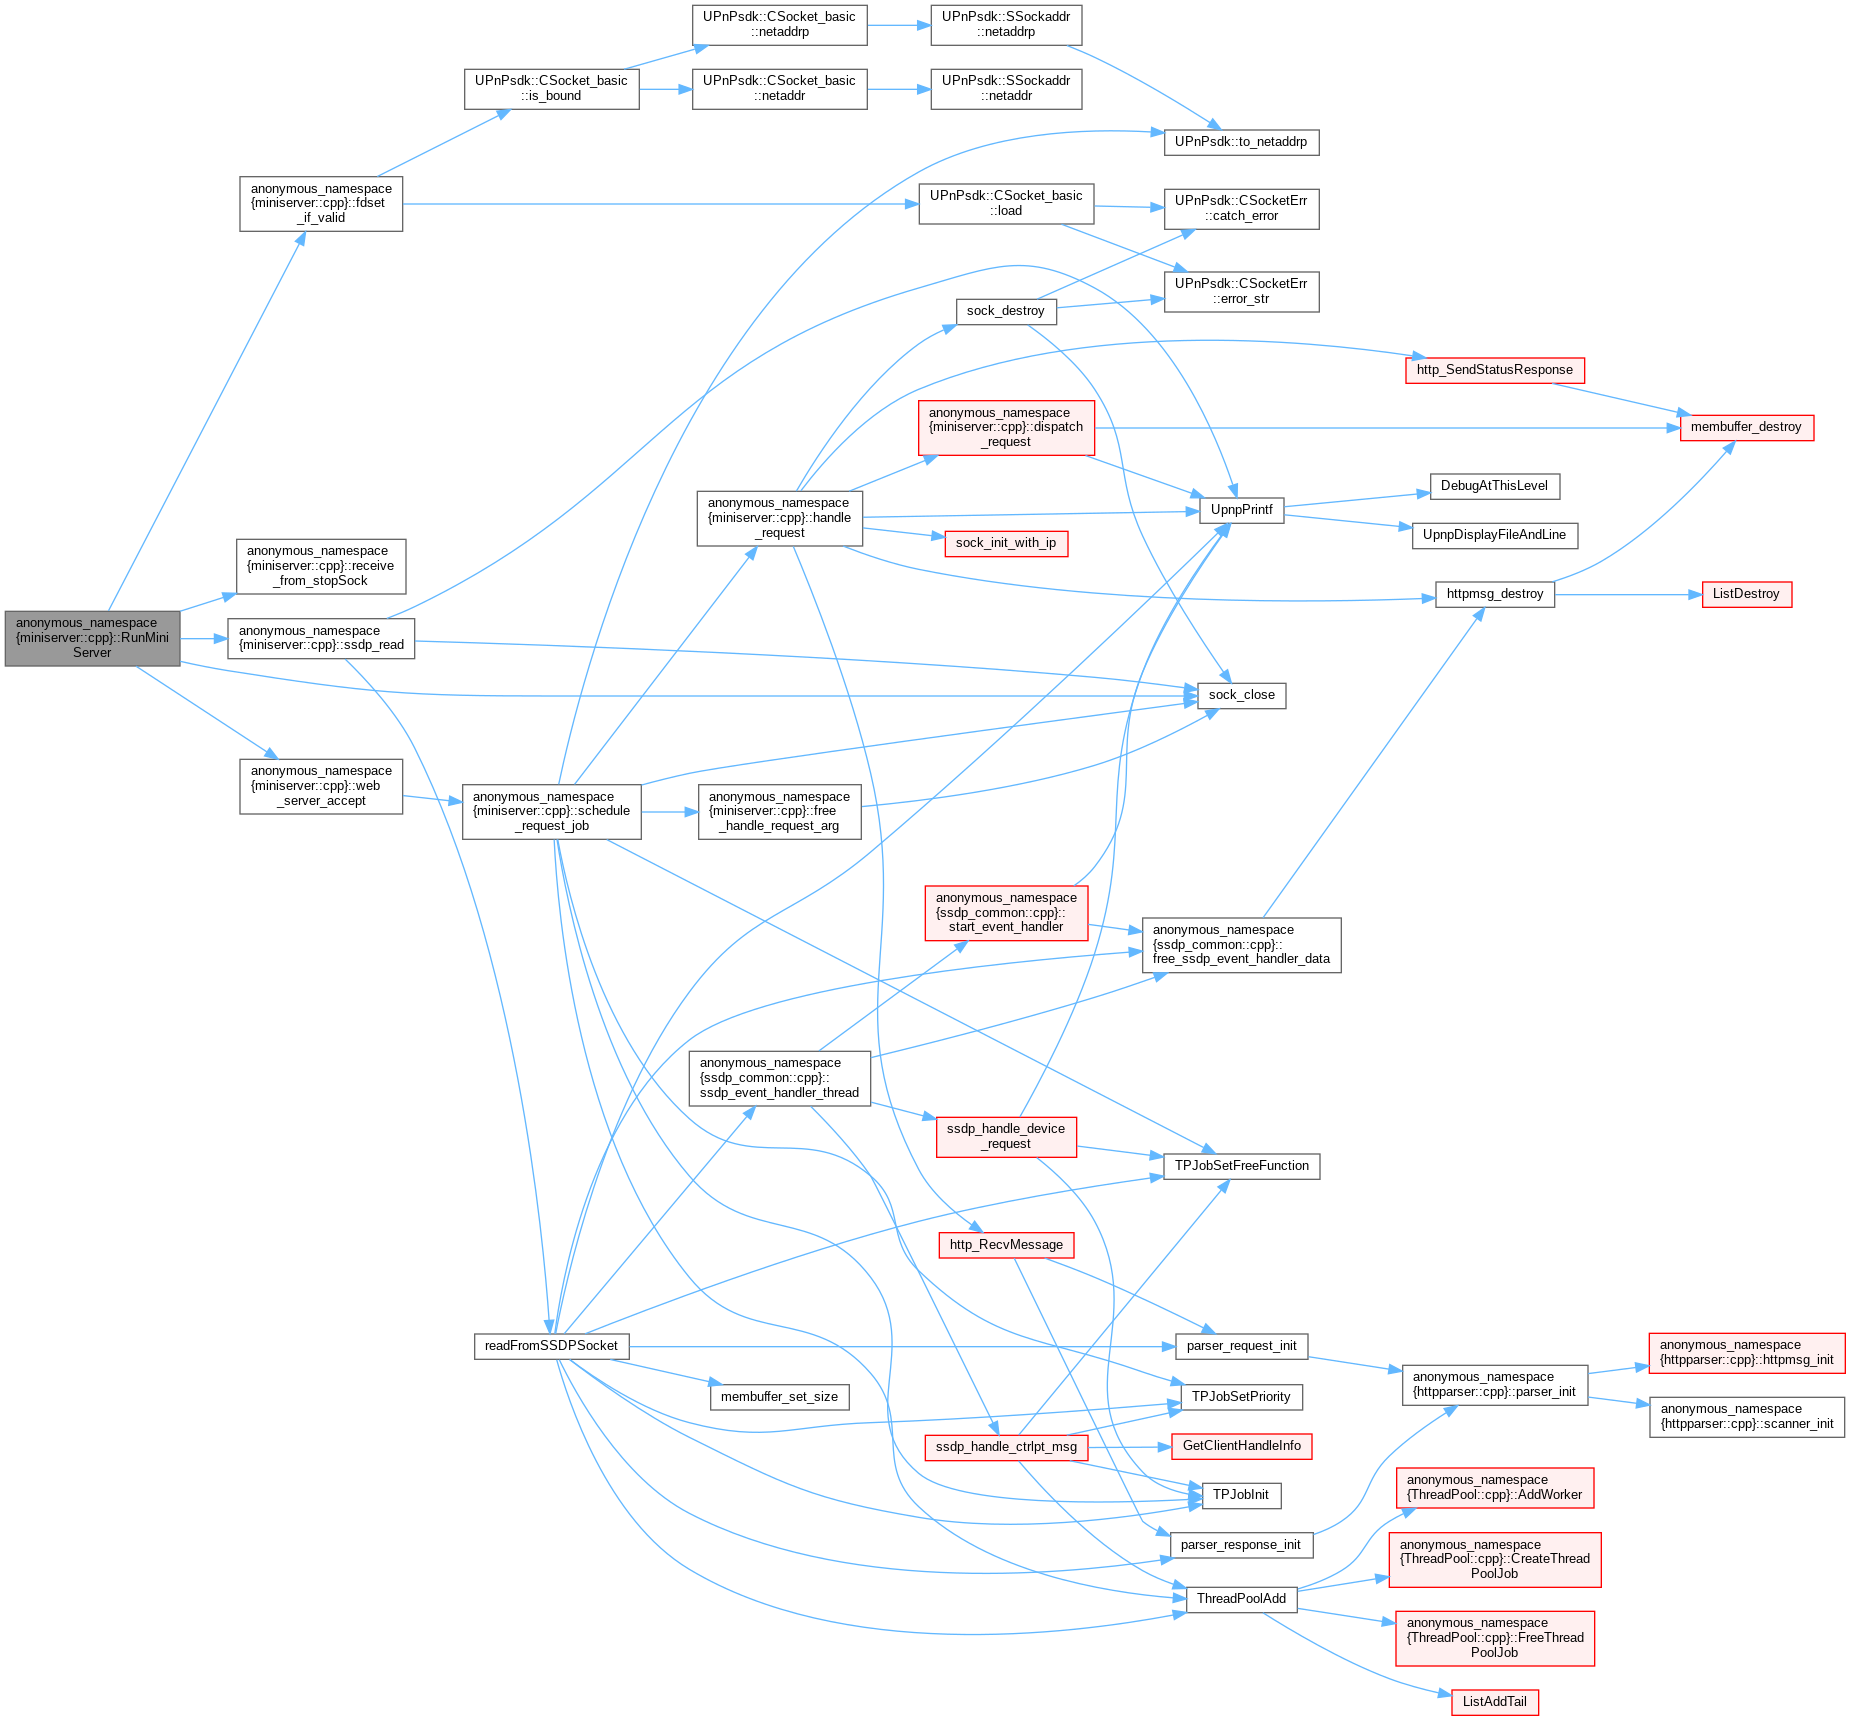 UPnPsdk::CSocket_basic
::netaddrp
UPnPsdk::SSockaddr
::netaddrp
UPnPsdk::CSocket_basic
::is_bound
UPnPsdk::CSocket_basic
::netaddr
UPnPsdk::SSockaddr
::netaddr
UPnPsdk::to_netaddrp
anonymous_namespace
{miniserver::cpp}::fdset
_if_valid
UPnPsdk::CSocket_basic
::load
UPnPsdk::CSocketErr
::catch_error
UPnPsdk::CSocketErr
::error_str
sock_destroy
http_SendStatusResponse
anonymous_namespace
{miniserver::cpp}::dispatch
_request
membuffer_destroy
anonymous_namespace
{miniserver::cpp}::handle
_request
UpnpPrintf
DebugAtThisLevel
UpnpDisplayFileAndLine
sock_init_with_ip
anonymous_namespace
{miniserver::cpp}::receive
_from_stopSock
httpmsg_destroy
ListDestroy
anonymous_namespace
{miniserver::cpp}::RunMini
Server
anonymous_namespace
{miniserver::cpp}::ssdp_read
sock_close
anonymous_namespace
{miniserver::cpp}::web
_server_accept
anonymous_namespace
{miniserver::cpp}::schedule
_request_job
anonymous_namespace
{miniserver::cpp}::free
_handle_request_arg
anonymous_namespace
{ssdp_common::cpp}::
start_event_handler
anonymous_namespace
{ssdp_common::cpp}::
free_ssdp_event_handler_data
anonymous_namespace
{ssdp_common::cpp}::
ssdp_event_handler_thread
ssdp_handle_device
_request
TPJobSetFreeFunction
http_RecvMessage
readFromSSDPSocket
parser_request_init
anonymous_namespace
{httpparser::cpp}::httpmsg_init
membuffer_set_size
TPJobSetPriority
anonymous_namespace
{httpparser::cpp}::parser_init
anonymous_namespace
{httpparser::cpp}::scanner_init
ssdp_handle_ctrlpt_msg
GetClientHandleInfo
TPJobInit
anonymous_namespace
{ThreadPool::cpp}::AddWorker
parser_response_init
anonymous_namespace
{ThreadPool::cpp}::CreateThread
PoolJob
ThreadPoolAdd
anonymous_namespace
{ThreadPool::cpp}::FreeThread
PoolJob
ListAddTail